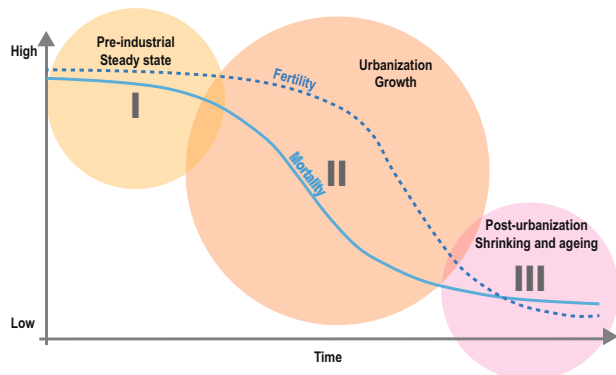 High
Pre-industrial
Steady state
I
Urbanization
Growth
Fertility
Mortality
II
Post-urbanization
Shrinking and ageing
III
Low
Time